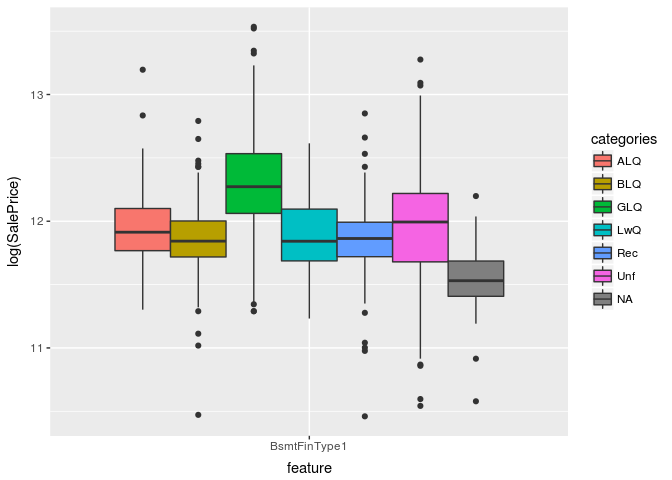 log(SalePrice)
13
12
11
BsmtFinType1
feature
categories
ALQ
BLQ
GLQ
LwQ
Rec
Unf
NA